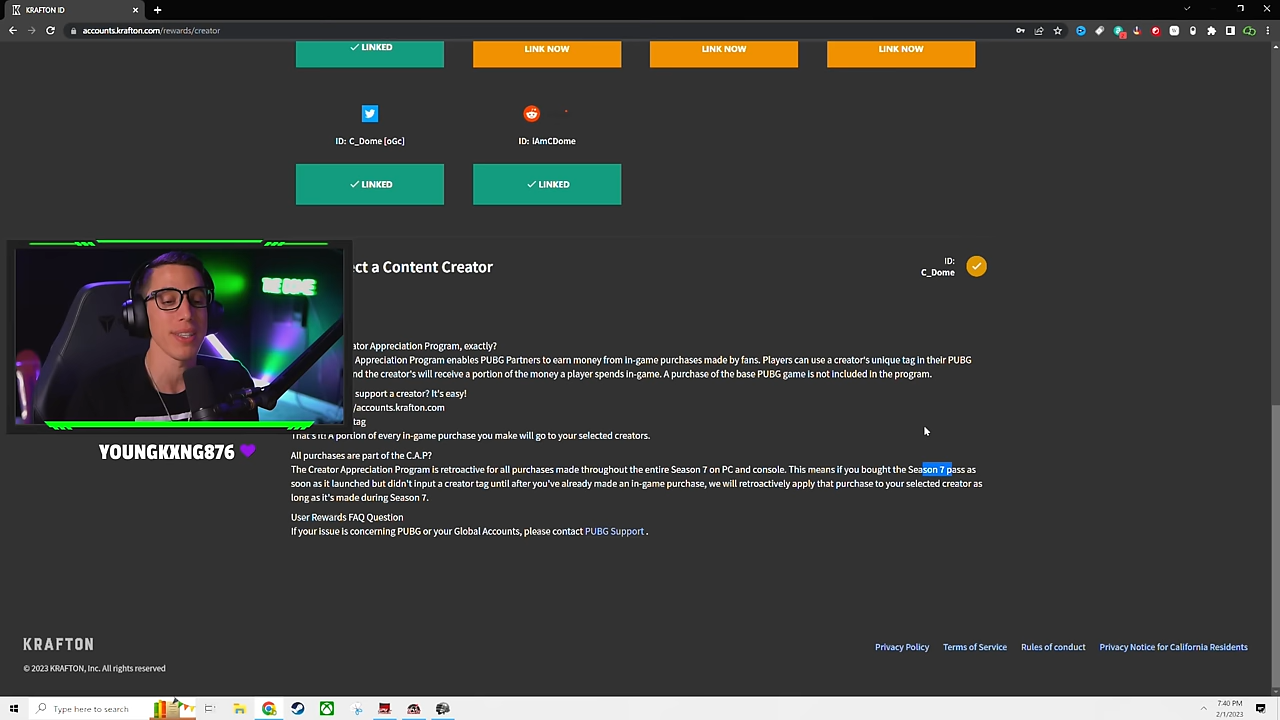 KRAFTON ID
accounts.krafton.com/rewards/creator
LINKED
LINK NOW
LINK NOW
LINK NOW
ID: C_Dome [oGc]
ID: iAmCDome
LINKED
LINKED
ect a Content Creator
ID:
C_Dome
ator Appreciation Program, exactly?
Appreciation Program enables PUBG Partners to earn money from in-game purchases made by fans. Players can use a creator's unique tag in their PUBG
nd the creator's will receive a portion of the money a player spends in-game. A purchase of the base PUBG game is not included in the program.
support a creator? It's easy!
/accounts.krafton.com
tag
That's it! A portion of every in-game purchase you make will go to your selected creators.
All purchases are part of the C.A.P?
The Creator Appreciation Program is retroactive for all purchases made throughout the entire Season 7 on PC and console. This means if you bought the Season 7 pass as
soon as it launched but didn't input a creator tag until after you've already made an in-game purchase, we will retroactively apply that purchase to your selected creator as
long as it's made during Season 7.
User Rewards FAQ Question
If your issue is concerning PUBG or your Global Accounts, please contact PUBG Support .
THE DOME
YOUNGKXNG876
KRAFTON
Privacy Policy Terms of Service Rules of conduct Privacy Notice for California Residents
© 2023 KRAFTON, Inc. All rights reserved
Type here to search
7:40 PM
2/1/2023